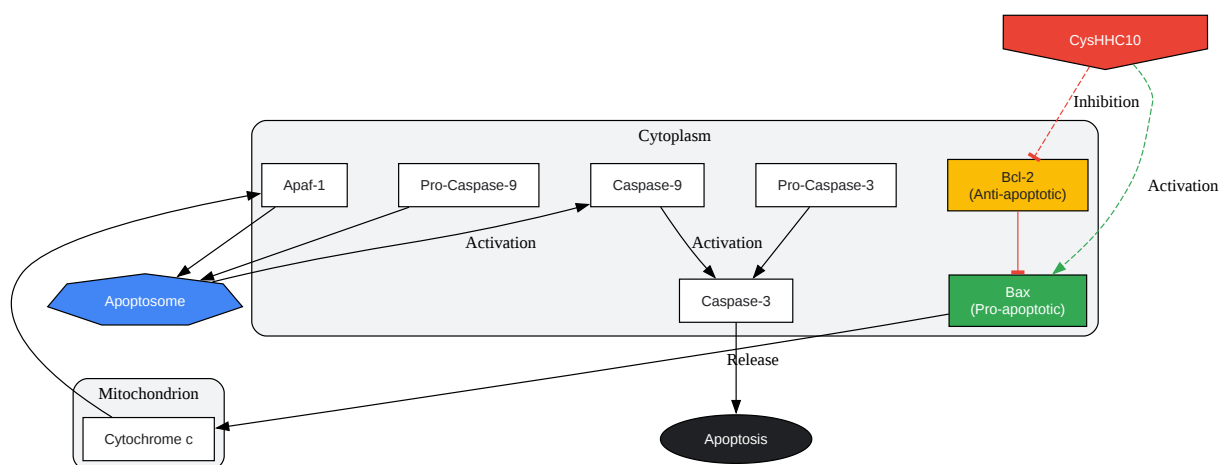 CysHHC10
Inhibition
Cytoplasm
Apaf-1
Pro-Caspase-9
Caspase-9
Pro-Caspase-3
Bcl-2
(Anti-apoptotic)
Activation
Activation
Activation
Apoptosome
Caspase-3
Bax
(Pro-apoptotic)
Release
Mitochondrion
Cytochrome c
Apoptosis